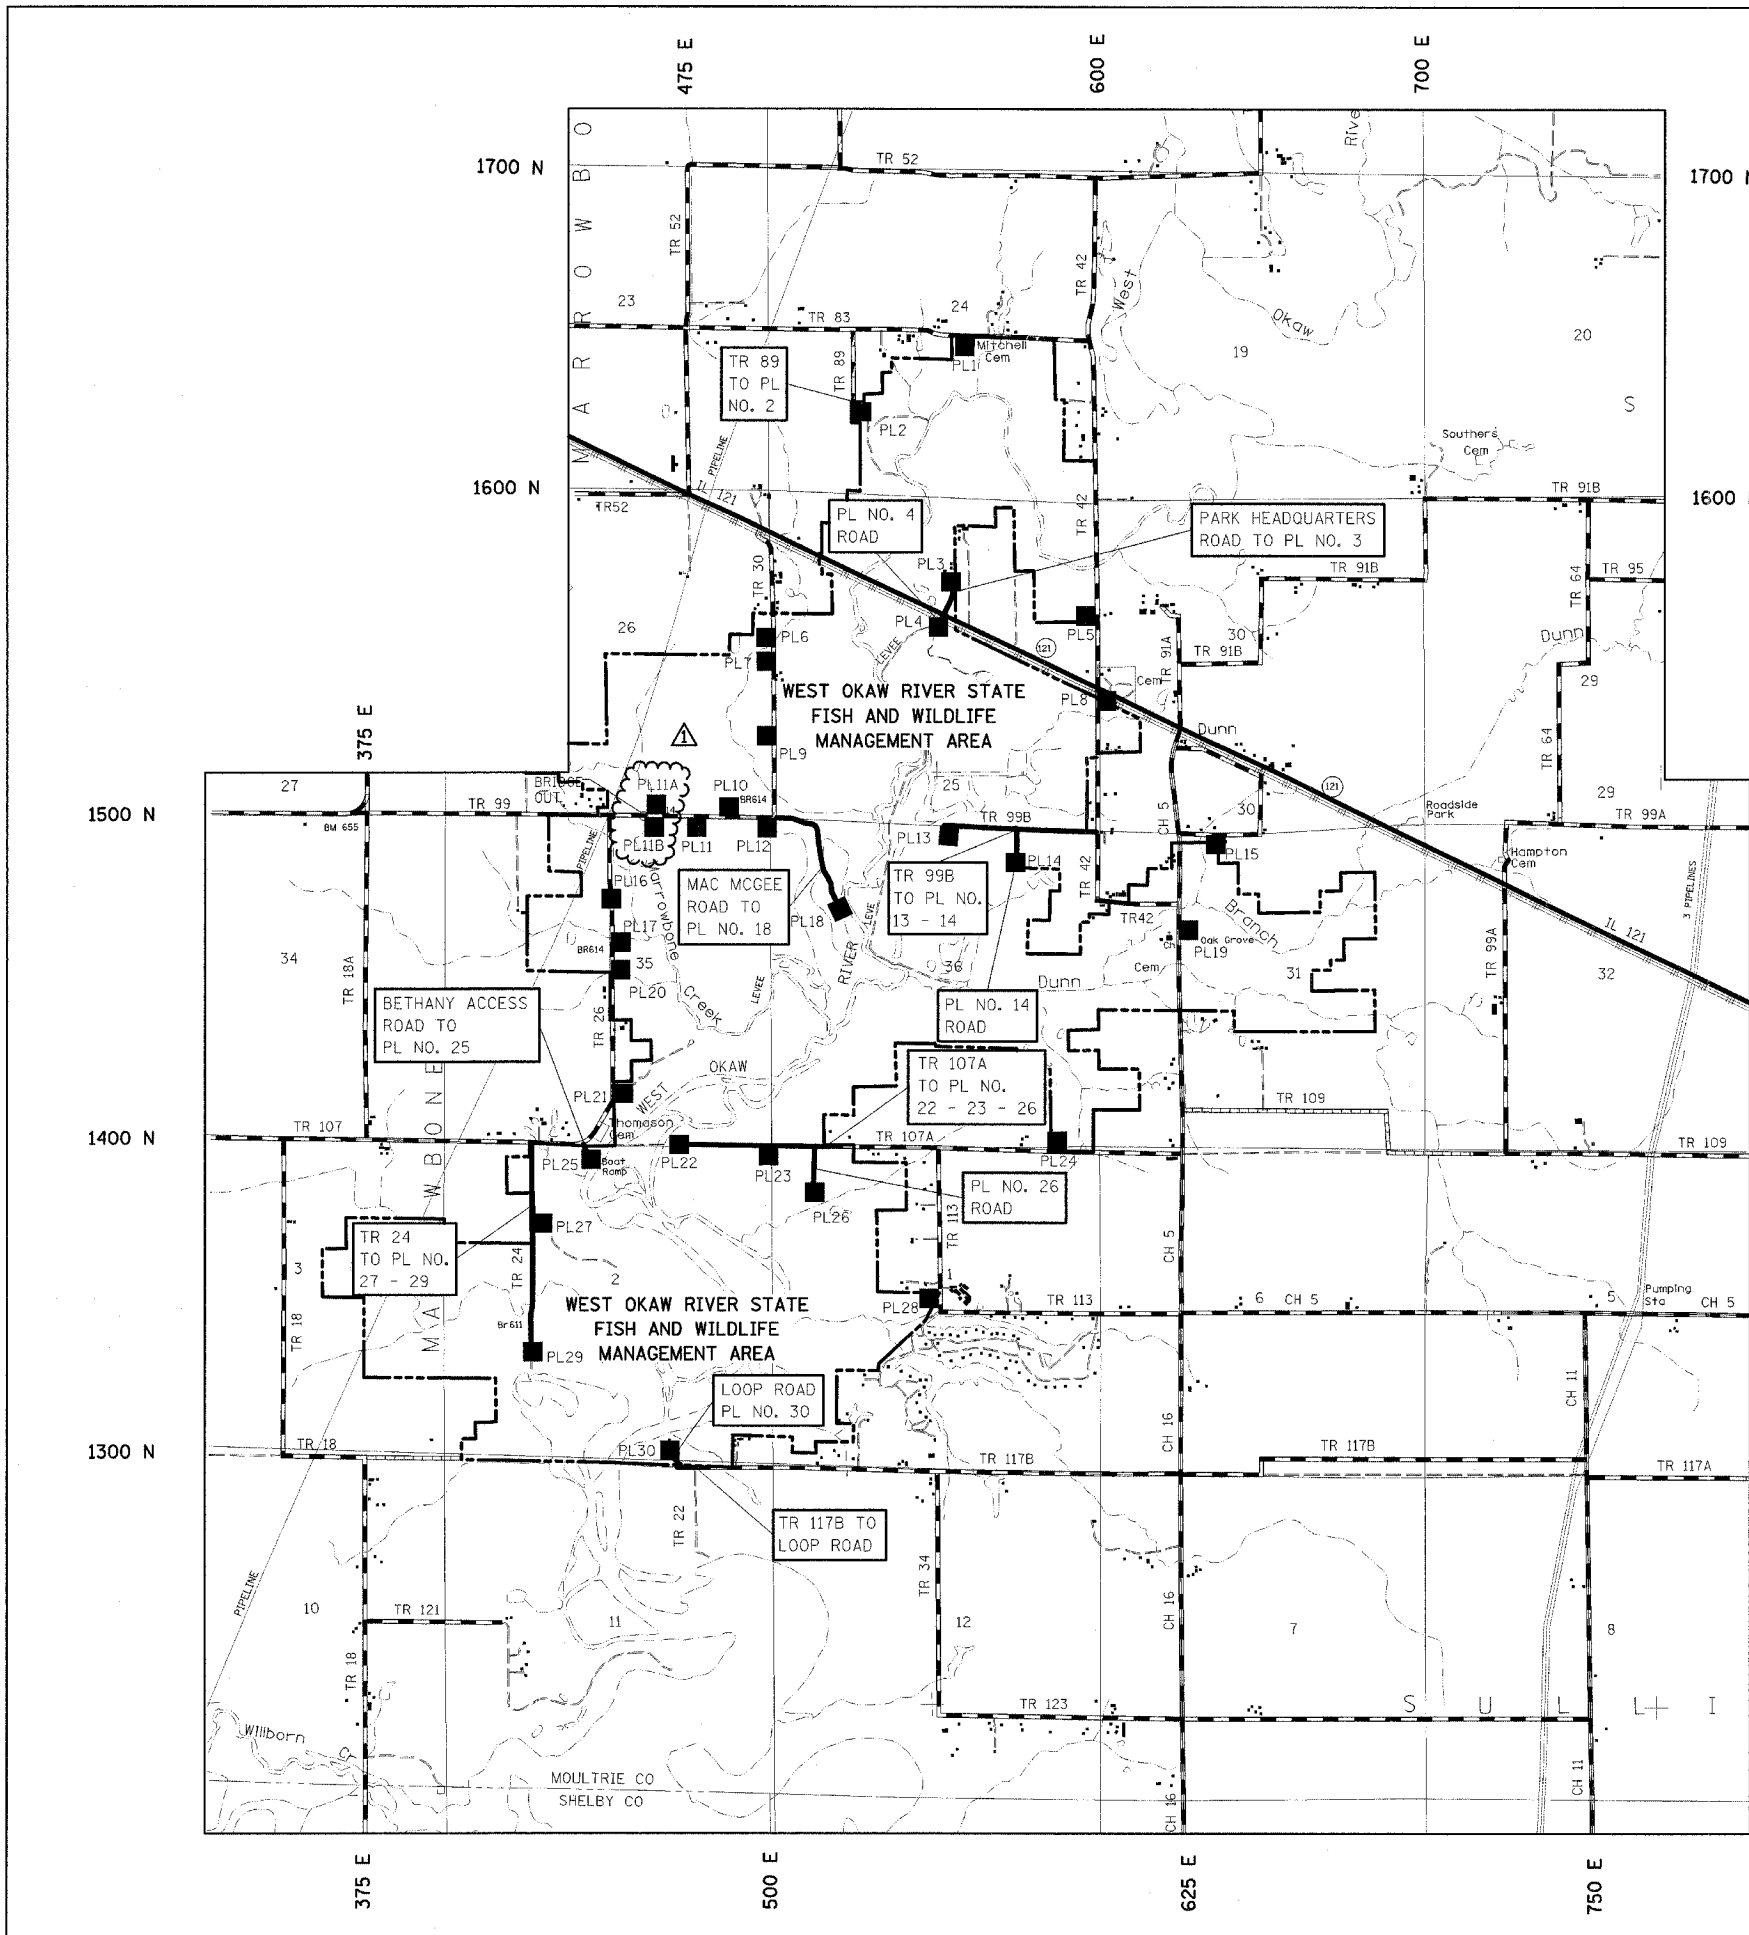 475 E
600 E
700 E
1700 N
TR 52
1700
MARROWBO
Rive
TR 52
TR 42
West
Okaw
23
24
19
20
TR 83
Mitchell
Cem
PL1
TR 89
TO PL
NO. 2
TR 89
PL2
S
PIPELINE
Southers
Cem
1600 N
IL 121
TR52
TR 91B
1600
PL NO. 4
ROAD
TR 42
PARK HEADQUARTERS
ROAD TO PL NO. 3
TR 30
PL3
TR 91B
TR 64
TR 95
26
PL6
PL4
PL5
LEVEE
121
TR 91A
30
Dunn
PL7
TR 91B
29
WEST OKAW RIVER STATE
FISH AND WILDLIFE
MANAGEMENT AREA
Cem
PL8
375 E
1
PL9
Dunn
TR 64
27
BRIDGE
OUT
PL11A
PL10
BR614
25
121
30
29
1500 N
TR 99
BM 655
14
TR 99B
CH 5
Roadside
Park
TR 99A
PL11B
PL11
PL12
PL13
PL14
PL15
Hampton
Cem
PIPELINE
PL16
Marrowbone
MAC MCGEE
ROAD TO
PL NO. 18
TR 99B
TO PL NO.
13 - 14
TR 42
3 PIPELINES
PL17
PL18
LEVE
TR42
Branch
BR614
RIVER
Ch
Oak Grove
PL19
TR 99A
IL 121
34
TR 18A
35
36
Cem
31
32
PL20
LEVEE
Dunn
Creek
BETHANY ACCESS
ROAD TO
PL NO. 25
TR 26
PL NO. 14
ROAD
MA WBONE
OKAW
TR 107A
TO PL NO.
22 - 23 - 26
PL21
WEST
TR 109
homason
Cem
1400 N
TR 107
TR 107A
TR 109
PL25
Boat
Ramp
PL22
PL23
PL24
PL26
PL NO. 26
ROAD
TR 113
PL27
TR 24
TO PL NO.
27 - 29
TR 24
CH 5
3
2
1
TR 18
WEST OKAW RIVER STATE
FISH AND WILDLIFE
MANAGEMENT AREA
PL28
TR 113
6
CH 5
5
Pumping
Sta
CH 5
Br611
PL29
LOOP ROAD
PL NO. 30
CH 11
CH 16
1300 N
TR 18
PL30
TR 117B
TR 117B
TR 117A
TR 22
TR 117B TO
LOOP ROAD
TR 34
PIPELINE
10
TR 121
11
12
CH 16
7
8
TR 18
TR 123
SULLI
Willborn
Cr
MOULTRIE CO
SHELBY CO
CH 16
CH 11
375 E
500 E
625 E
750 E